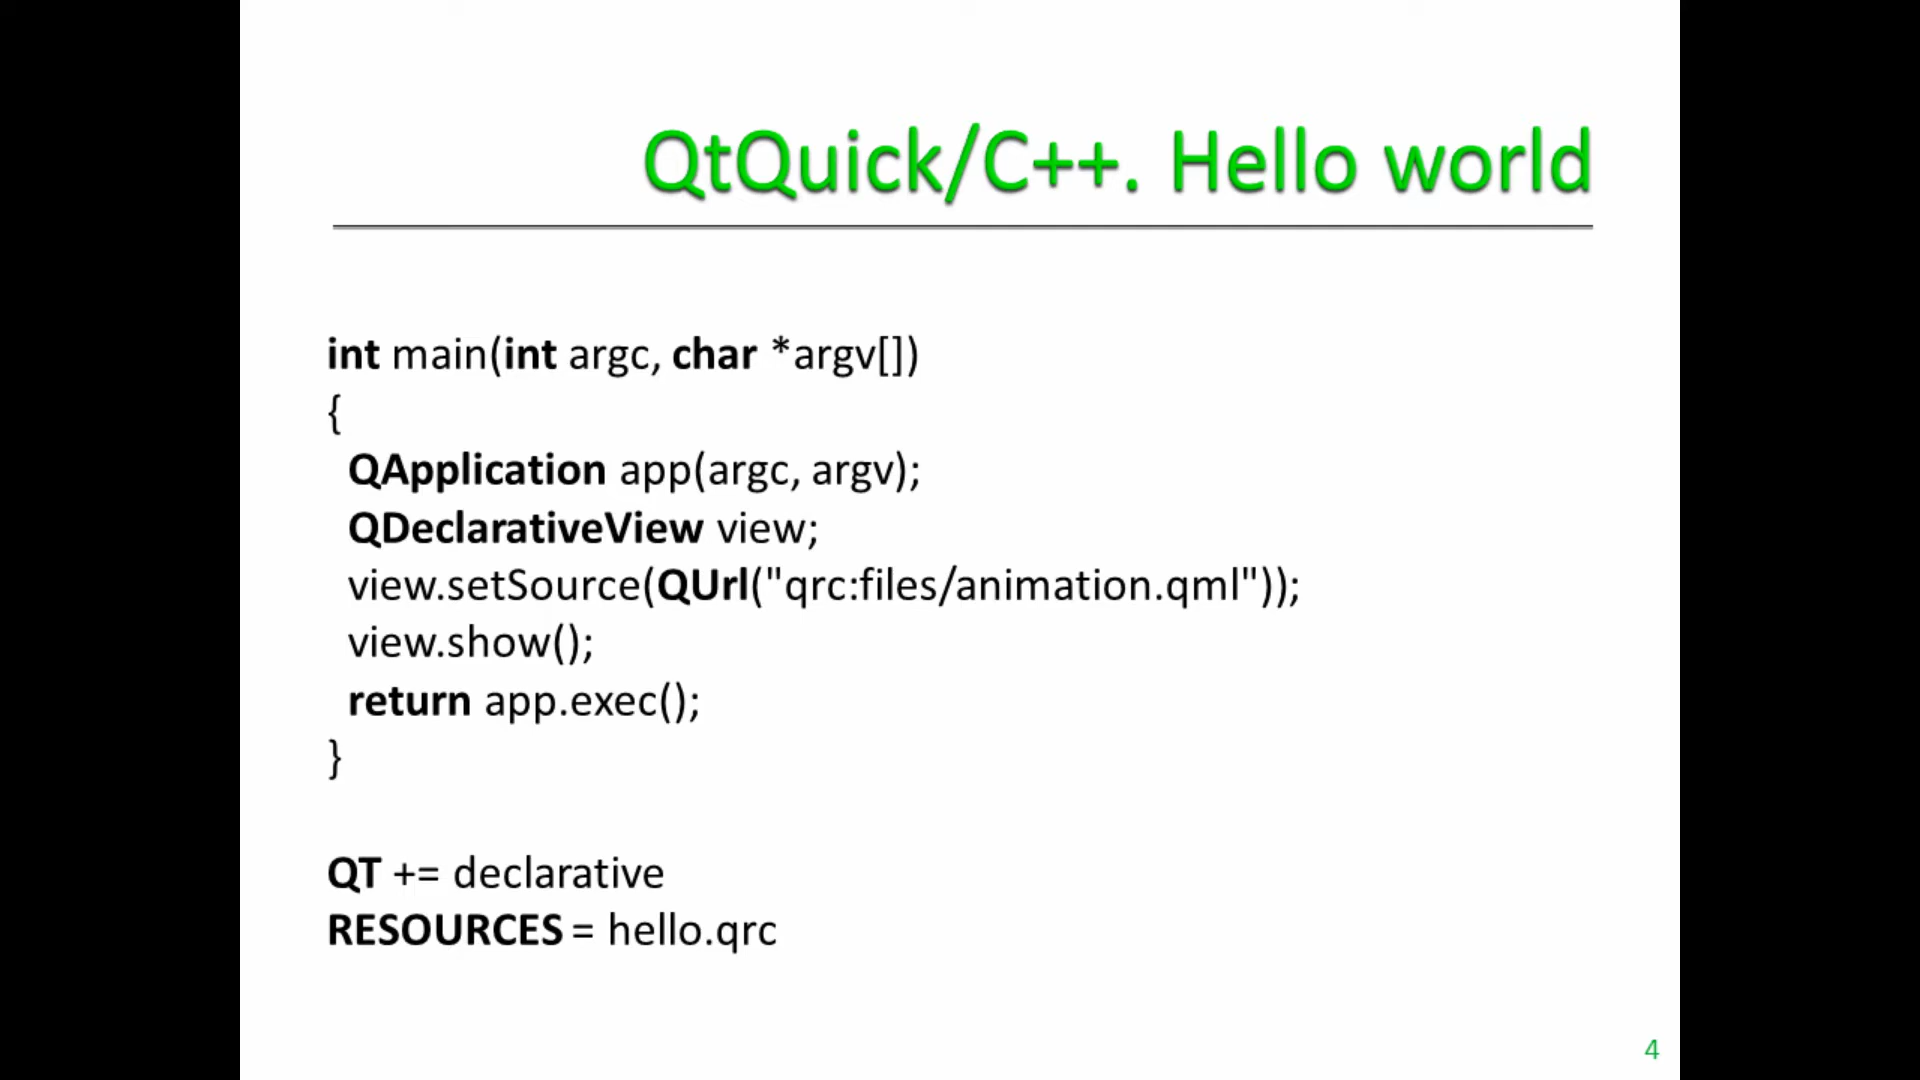 QtQuick/C++. Hello world
int main(int argc, char *argv[])
{
QApplication app(argc, argv);
QDeclarativeView view;
view.setSource(QUrl("qrc:files/animation.qml"));
view.show();
return app.exec();
}
QT += declarative
RESOURCES = hello.qrc
4